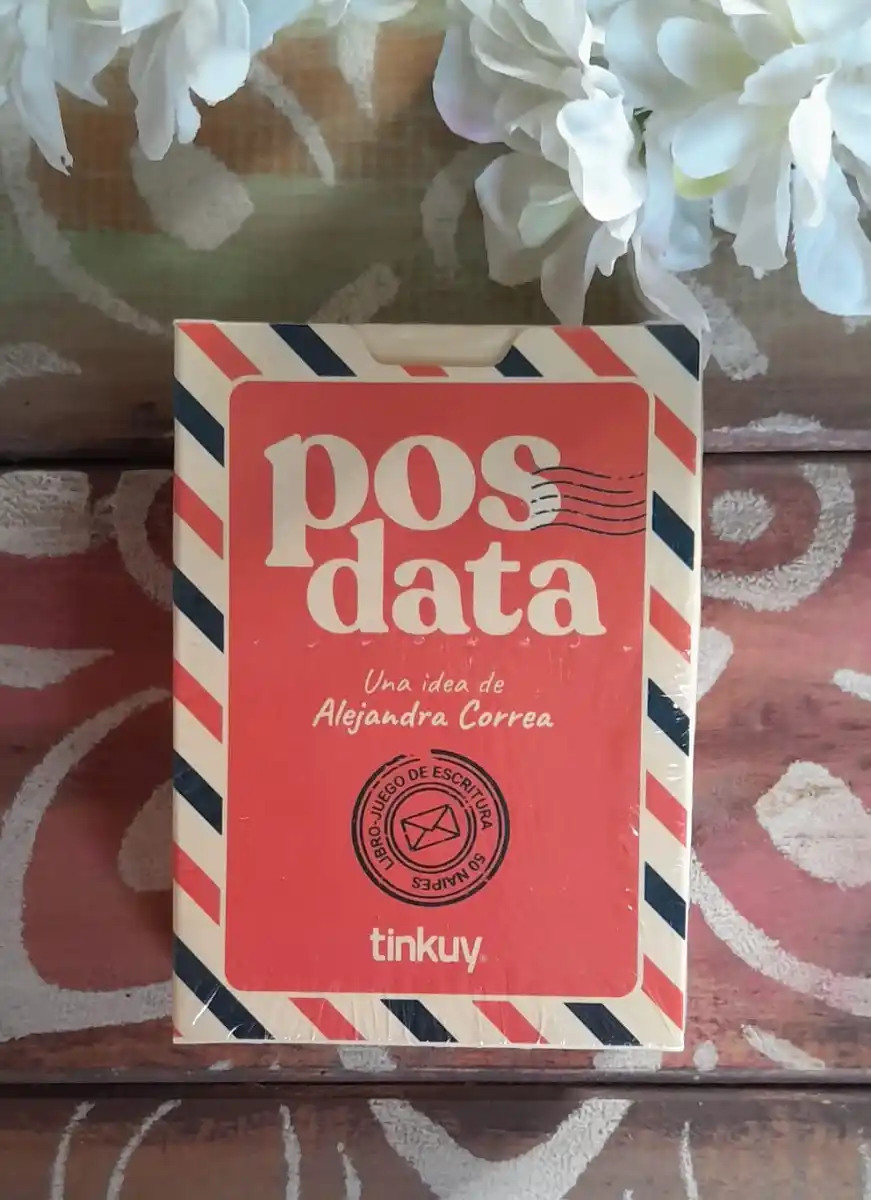 pos
data
Una idea de
Alejandra Correa
LIBRO-JUEGO DE ESCRITURA
50 NAIPES
tinkuy